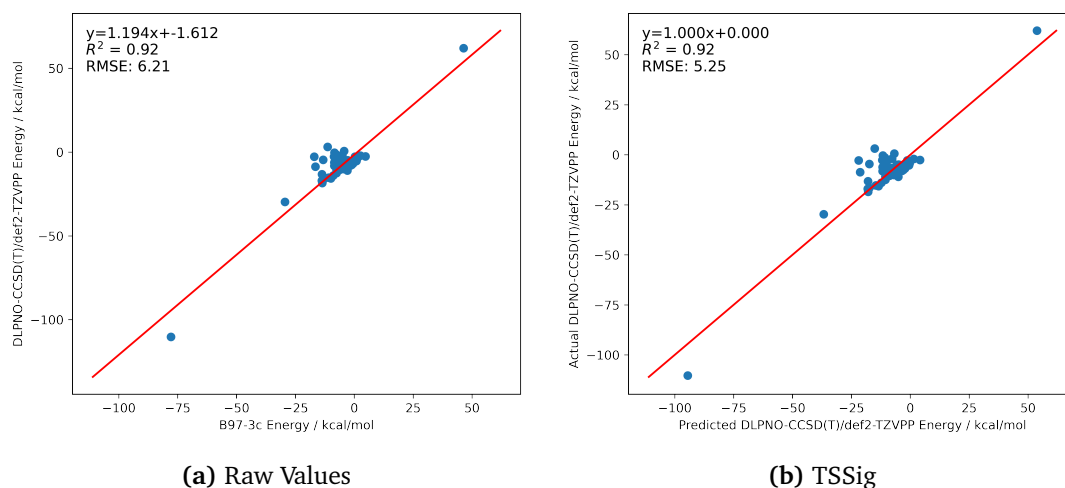 y=1.194x+-1.612
R² = 0.92
RMSE: 6.21
DLPNO-CCSD(T)/def2-TZVPP Energy / kcal/mol
50
0
−50
−100
−100
−75
−50
−25
0
25
50
B97-3c Energy / kcal/mol
(a) Raw Values
y=1.000x+0.000
R² = 0.92
RMSE: 5.25
Actual DLPNO-CCSD(T)/def2-TZVPP Energy / kcal/mol
50
25
0
−25
−50
−75
−100
−100
−75
−50
−25
0
25
50
Predicted DLPNO-CCSD(T)/def2-TZVPP Energy / kcal/mol
(b) TSSig